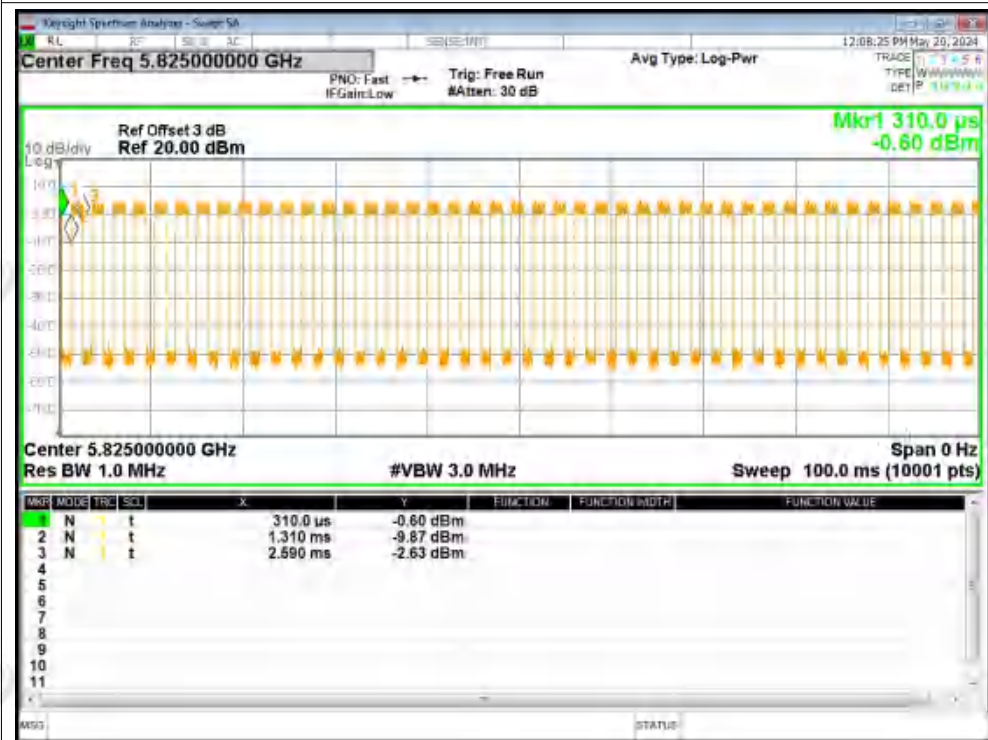 Keysight Spectrum Analyzer - Swept SA
RL RF AC SENSE:INT 12:08:25 PM May 20, 2024
Center Freq 5.825000000 GHz
Avg Type: Log-Pwr
TRACE
PNO: Fast
Trig: Free Run
TYPE
IFGain:Low
#Atten: 30 dB
DET
Mkr1 310.0 µs
-0.60 dBm
Ref Offset 3 dB
10 dB/div Ref 20.00 dBm
Log
Center 5.825000000 GHz Span 0 Hz
Res BW 1.0 MHz #VBW 3.0 MHz Sweep 100.0 ms (10001 pts)
MKR MODE TRC SCL X Y FUNCTION FUNCTION WIDTH FUNCTION VALUE
1 N 1 t 310.0 µs -0.60 dBm
2 N 1 t 1.310 ms -9.87 dBm
3 N 1 t 2.590 ms -2.63 dBm
4
5
6
7
8
9
10
11
MSG STATUS